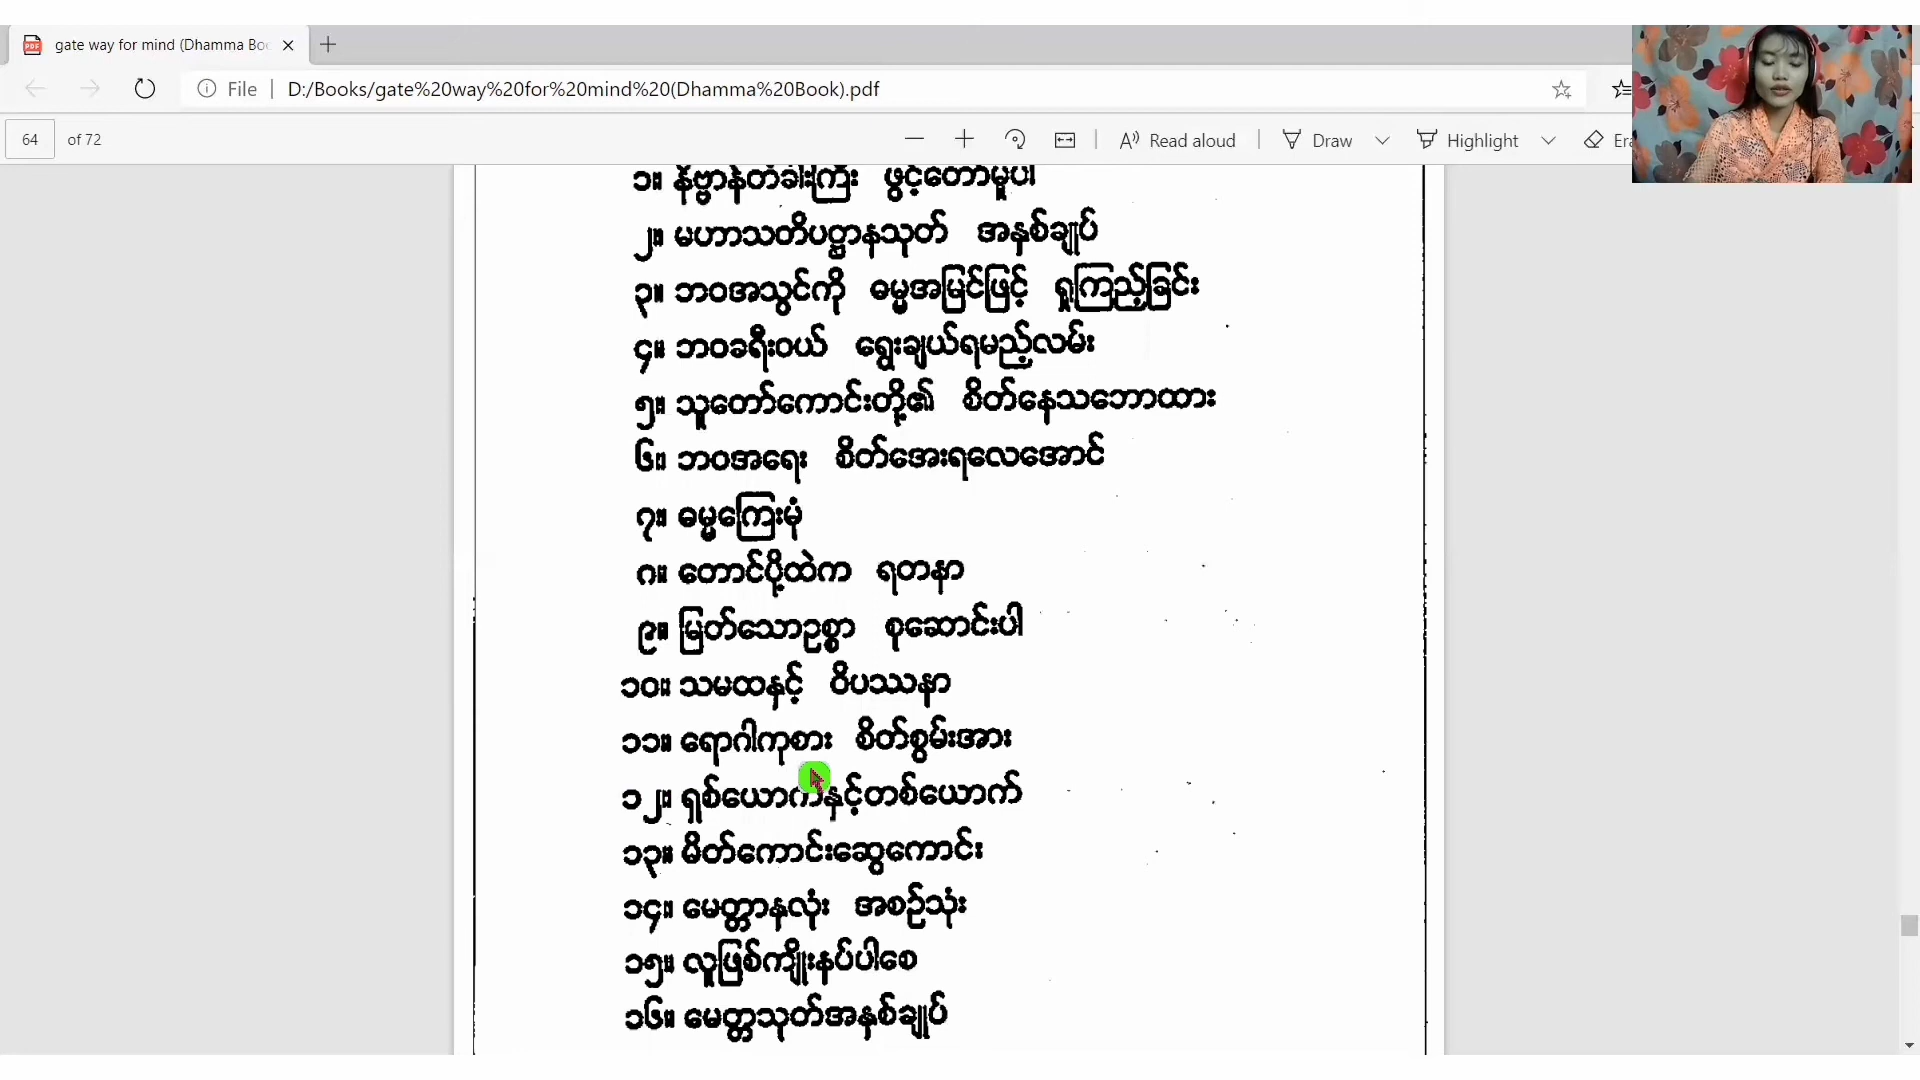 gate way for mind (Dhamma Bo
File
D:/Books/gate%20way%20for%20mind%20(Dhamma%20Book).pdf
64 of 72
Read aloud
Draw
Highlight
Era
၁။ နိဗ္ဗာန်တံခါးကြီး ဖွင့်တော်မူပါ
၂။ မဟာသတိပဋ္ဌာနသုတ် အနှစ်ချုပ်
၃။ ဘဝအသွင်ကို ဓမ္မအမြင်ဖြင့် ရှုကြည့်ခြင်း
၄။ ဘဝခရီးဝယ် ရွေးချယ်ရမည့်လမ်း
၅။ သူတော်ကောင်းတို့၏ စိတ်နေသဘောထား
၆။ ဘဝအရေး စိတ်အေးရလေအောင်
၇။ ဓမ္မကြေးမုံ
၈။ တောင်ပို့ထဲက ရတနာ
၉။ မြတ်သောဥစ္စာ စုဆောင်းပါ
၁၀။ သမထနှင့် ဝိပဿနာ
၁၁။ ရောဂါကုစား စိတ်စွမ်းအား
၁၂။ ရှစ်ယောက်နှင့်တစ်ယောက်
၁၃။ မိတ်ကောင်းဆွေကောင်း
၁၄။ မေတ္တာနလုံး အစဉ်သုံး
၁၅။ လူဖြစ်ကျိုးနပ်ပါစေ
၁၆။ မေတ္တသုတ်အနှစ်ချုပ်